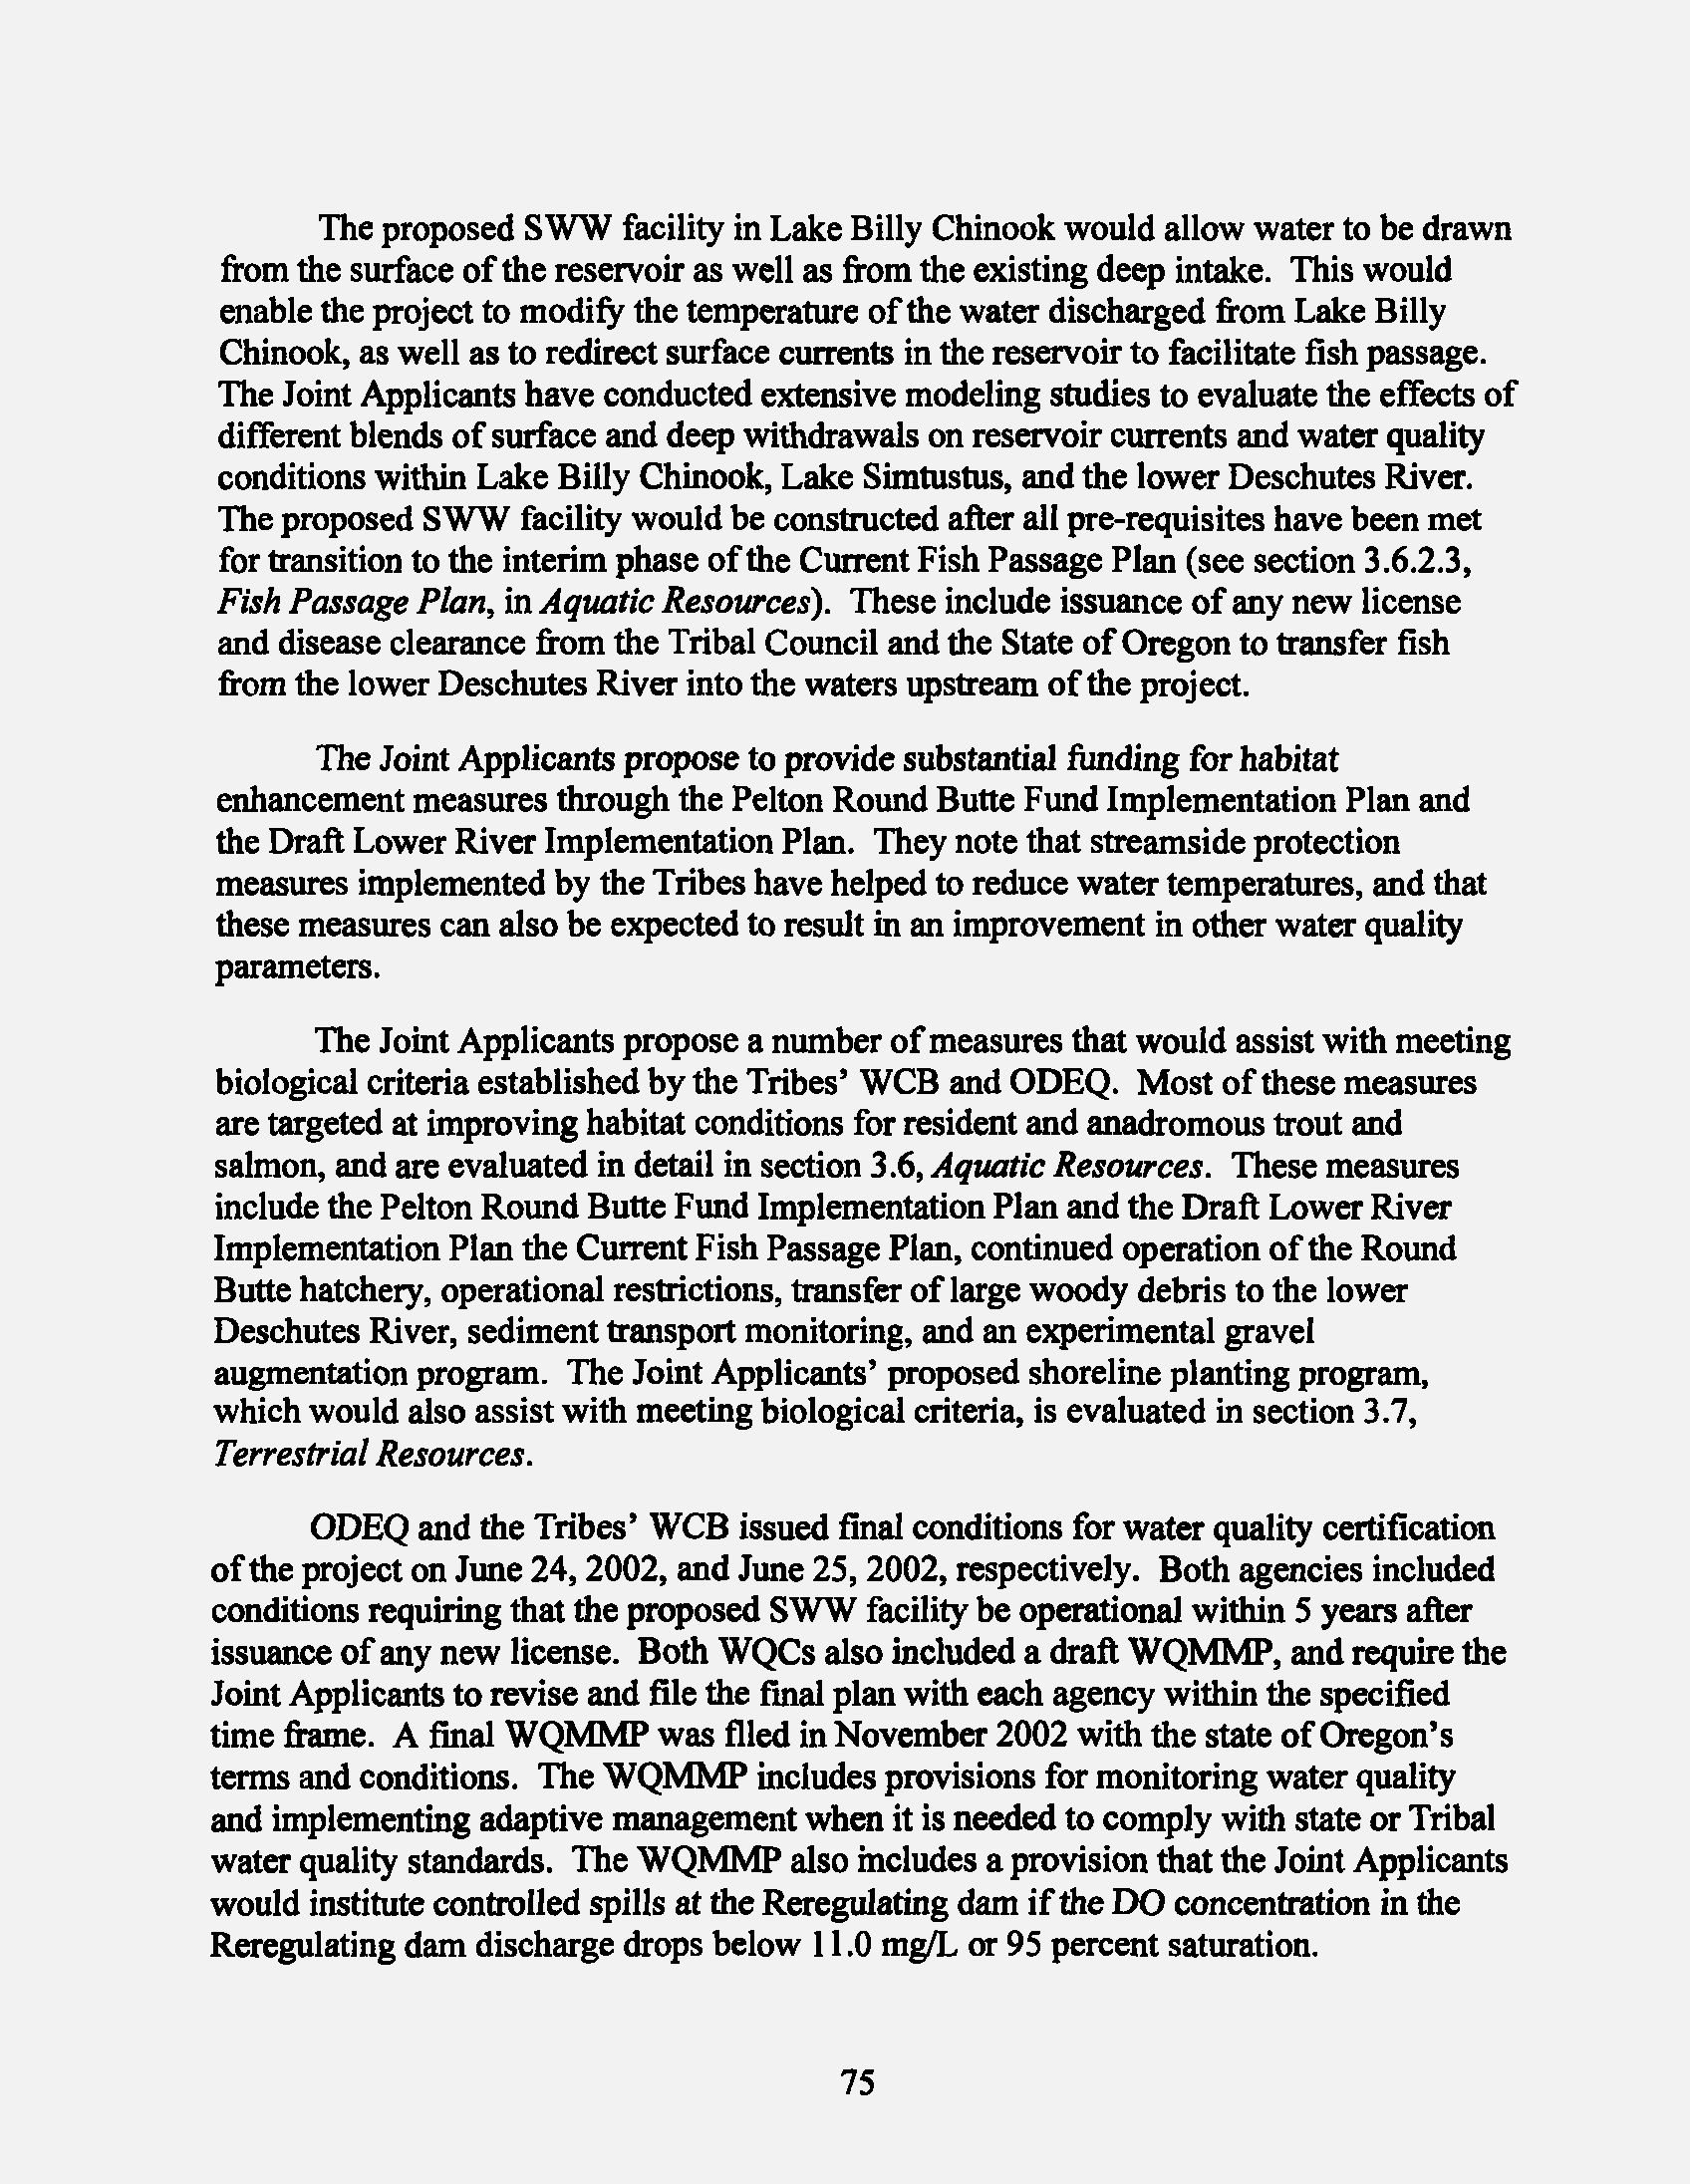 The proposed SWW facility in Lake Billy Chinook would allow water to be drawn
from the surface of the reservoir as well as from the existing deep intake. This would
enable the project to modify the temperature of the water discharged from Lake Billy
Chinook, as well as to redirect surface currents in the reservoir to facilitate fish passage.
The Joint Applicants have conducted extensive modeling studies to evaluate the effects of
different blends of surface and deep withdrawals on reservoir currents and water quality
conditions within Lake Billy Chinook, Lake Simtustus, and the lower Deschutes River.
The proposed SWW facility would be constructed after all pre-requisites have been met
for transition to the interim phase of the Current Fish Passage Plan (see section 3.6.2.3,
Fish Passage Plan, in Aquatic Resources). These include issuance of any new license
and disease clearance from the Tribal Council and the State of Oregon to transfer fish
from the lower Deschutes River into the waters upstream of the project.
The Joint Applicants propose to provide substantial funding for habitat
enhancement measures through the Pelton Round Butte Fund Implementation Plan and
the Draft Lower River Implementation Plan. They note that streamside protection
measures implemented by the Tribes have helped to reduce water temperatures, and that
these measures can also be expected to result in an improvement in other water quality
parameters.
The Joint Applicants propose a number of measures that would assist with meeting
biological criteria established by the Tribes' WCB and ODEQ. Most of these measures
are targeted at improving habitat conditions for resident and anadromous trout and
salmon, and are evaluated in detail in section 3.6, Aquatic Resources. These measures
include the Pelton Round Butte Fund Implementation Plan and the Draft Lower River
Implementation Plan the Current Fish Passage Plan, continued operation of the Round
Butte hatchery, operational restrictions, transfer of large woody debris to the lower
Deschutes River, sediment transport monitoring, and an experimental gravel
augmentation program. The Joint Applicants' proposed shoreline planting program,
which would also assist with meeting biological criteria, is evaluated in section 3.7,
Terrestrial Resources.
ODEQ and the Tribes' WCB issued final conditions for water quality certification
of the project on June 24, 2002, and June 25, 2002, respectively. Both agencies included
conditions requiring that the proposed SWW facility be operational within 5 years after
issuance of any new license. Both WQCs also included a draft WQMMP, and require the
Joint Applicants to revise and file the final plan with each agency within the specified
time frame. A final WQMMP was filed in November 2002 with the state of Oregon's
terms and conditions. The WQMMP includes provisions for monitoring water quality
and implementing adaptive management when it is needed to comply with state or Tribal
water quality standards. The WQMMP also includes a provision that the Joint Applicants
would institute controlled spills at the Reregulating dam if the DO concentration in the
Reregulating dam discharge drops below 11.0 mg/L or 95 percent saturation.
75